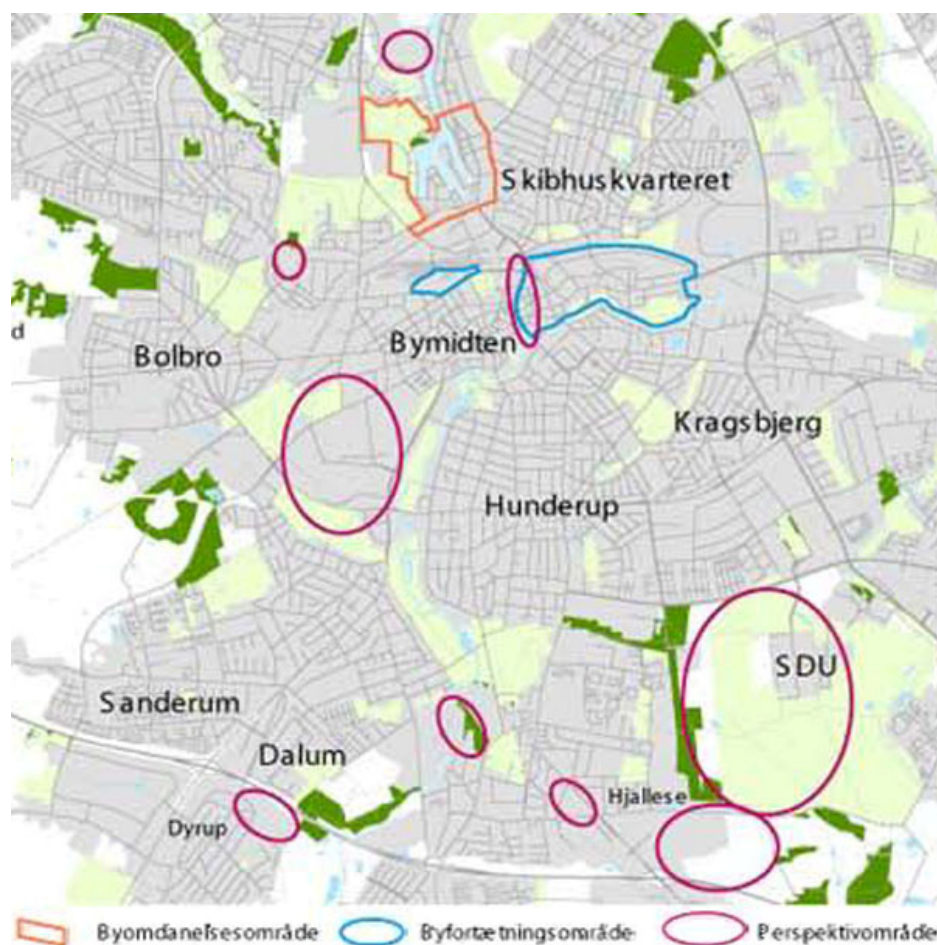 Skibhuskvarteret
d
Bolbro
Bymidten
Kragsbjerg
Hunderup
SDU
Sanderum
Dalum
Hjallese
Dyrup
Byomdannelsesområde Byfortætningsområde Perspektivområde